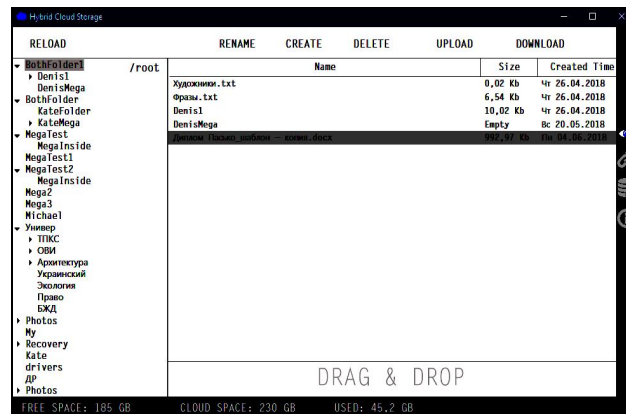 Hybrid Cloud Storage
RELOAD RENAME CREATE DELETE UPLOAD DOWNLOAD
/root
BothFolder1
Denis1
DenisMega
BothFolder
KateFolder
KateMega
MegaTest
MegaInside
MegaTest1
MegaTest2
MegaInside
Mega2
Mega3
Michael
Универ
ТПКС
ОВИ
Архитектура
Украинский
Экология
Право
БЖД
Photos
My
Recovery
Kate
drivers
ДР
Photos
Name Size Created Time
Художники.txt 0,02 Kb Чт 26.04.2018
Фразы.txt 6,54 Kb Чт 26.04.2018
Denis1 10,02 Kb Чт 26.04.2018
DenisMega Empty Вс 20.05.2018
Диплом Пасько_шаблон — копия.docx 992,97 Kb Пн 04.06.2018
DRAG & DROP
FREE SPACE: 185 GB CLOUD SPACE: 230 GB USED: 45.2 GB